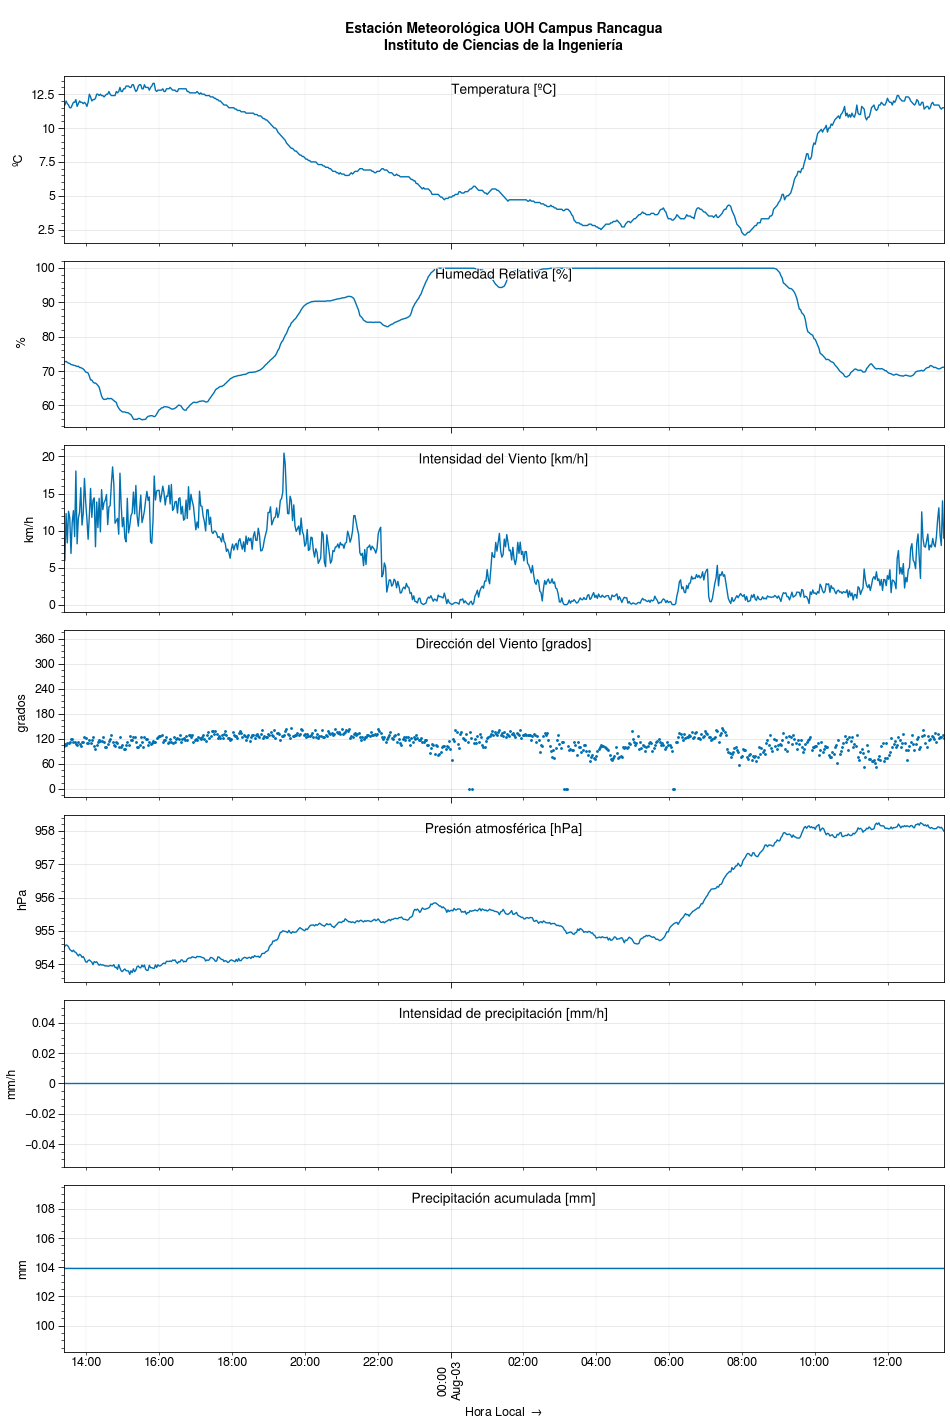 Estación Meteorológica UOH Campus Rancagua
Instituto de Ciencias de la Ingeniería
Temperatura [ºC]
ºC
12.5
10
7.5
5
2.5
Humedad Relativa [%]
%
100
90
80
70
60
Intensidad del Viento [km/h]
km/h
20
15
10
5
0
Dirección del Viento [grados]
grados
360
300
240
180
120
60
0
Presión atmosférica [hPa]
hPa
958
957
956
955
954
Intensidad de precipitación [mm/h]
mm/h
0.04
0.02
0
−0.02
−0.04
Precipitación acumulada [mm]
mm
108
106
104
102
100
14:00 16:00 18:00 20:00 22:00 00:00 02:00 04:00 06:00 08:00 10:00 12:00
Aug-03
Hora Local →